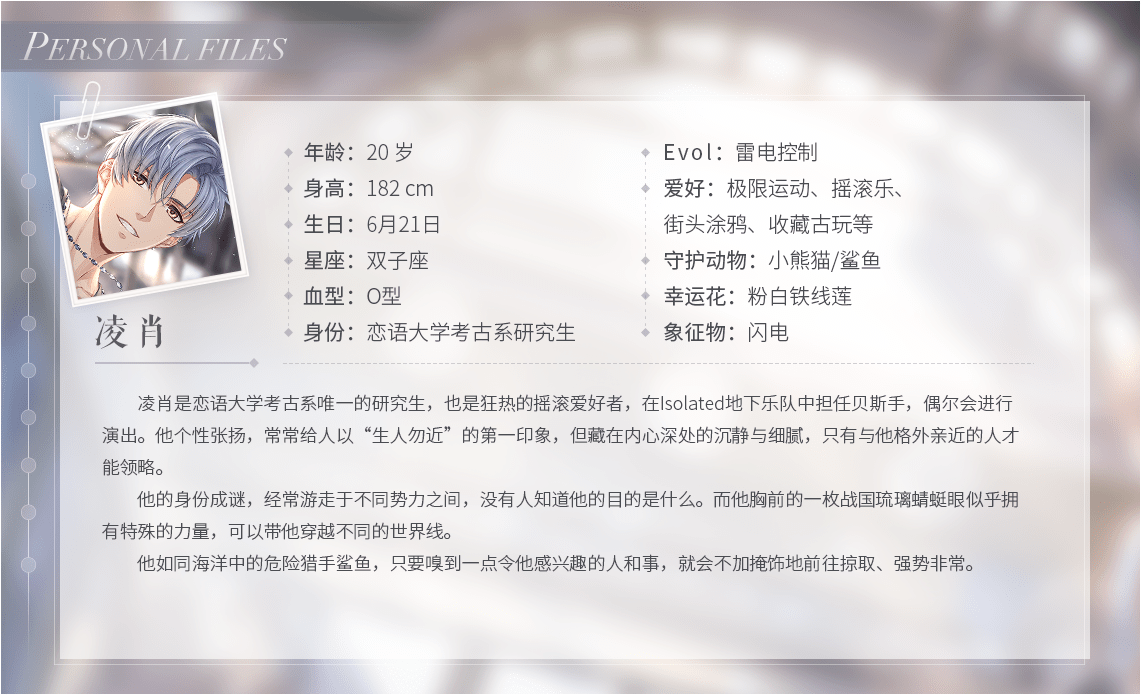 PERSONAL FILES
凌肖
年龄：20 岁
身高：182 cm
生日：6月21日
星座：双子座
血型：O型
身份：恋语大学考古系研究生
Evol：雷电控制
爱好：极限运动、摇滚乐、
街头涂鸦、收藏古玩等
守护动物：小熊猫/鲨鱼
幸运花：粉白铁线莲
象征物：闪电
凌肖是恋语大学考古系唯一的研究生，也是狂热的摇滚爱好者，在Isolated地下乐队中担任贝斯手，偶尔会进行
演出。他个性张扬，常常给人以“生人勿近”的第一印象，但藏在内心深处的沉静与细腻，只有与他格外亲近的人才
能领略。
他的身份成谜，经常游走于不同势力之间，没有人知道他的目的是什么。而他胸前的一枚战国琉璃蜻蜓眼似乎拥
有特殊的力量，可以带他穿越不同的世界线。
他如同海洋中的危险猎手鲨鱼，只要嗅到一点令他感兴趣的人和事，就会不加掩饰地前往掠取、强势非常。